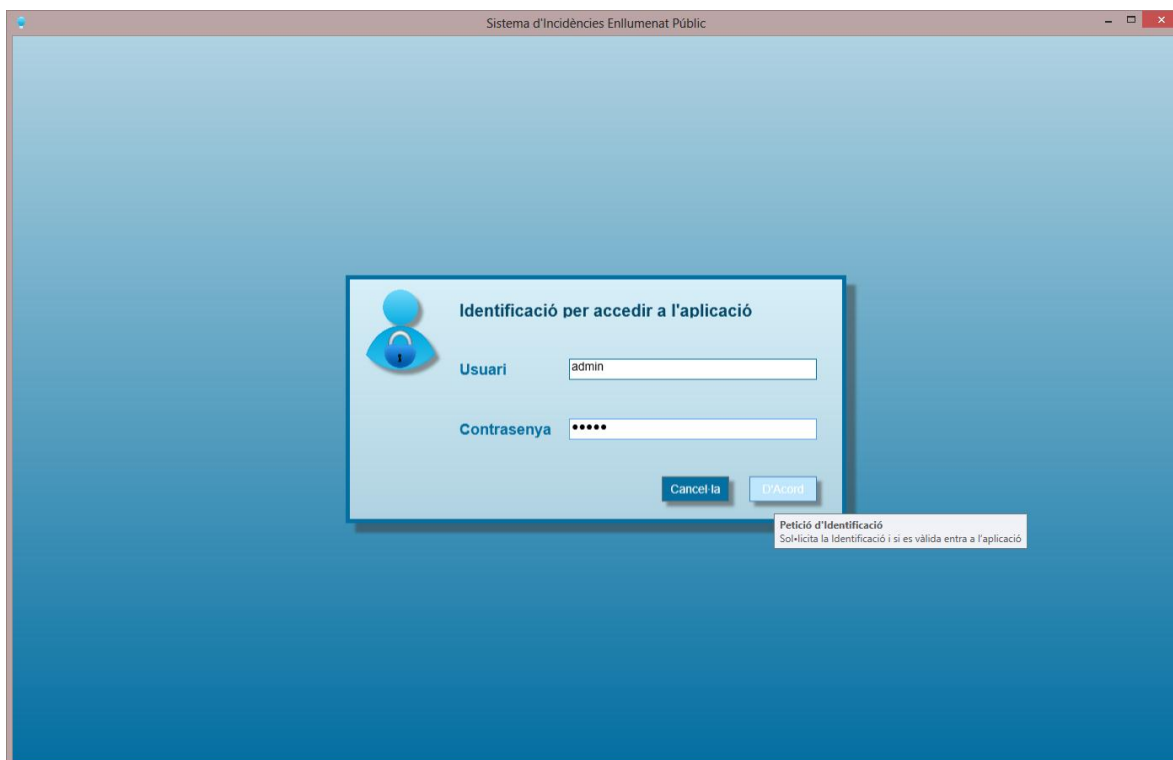 Sistema d'Incidències Enllumenat Públic
Identificació per accedir a l'aplicació
Usuari
admin
Contrasenya
•••••
Cancel·la
D'Acord
Petició d'Identificació
Sol•licita la Identificació i si es vàlida entra a l'aplicació